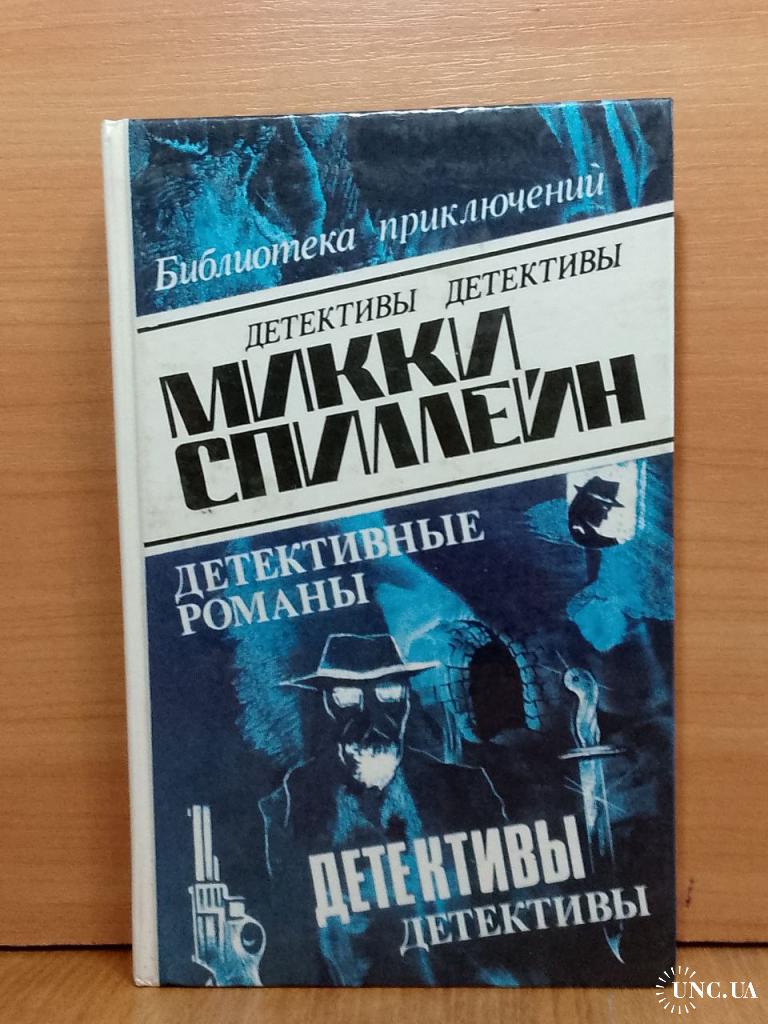 Библиотека приключений
ДЕТЕКТИВЫ ДЕТЕКТИВЫ
МИККИ
СПИЛЛЕЙН
ДЕТЕКТИВНЫЕ
РОМАНЫ
ДЕТЕКТИВЫ
ДЕТЕКТИВЫ
UNC.UA